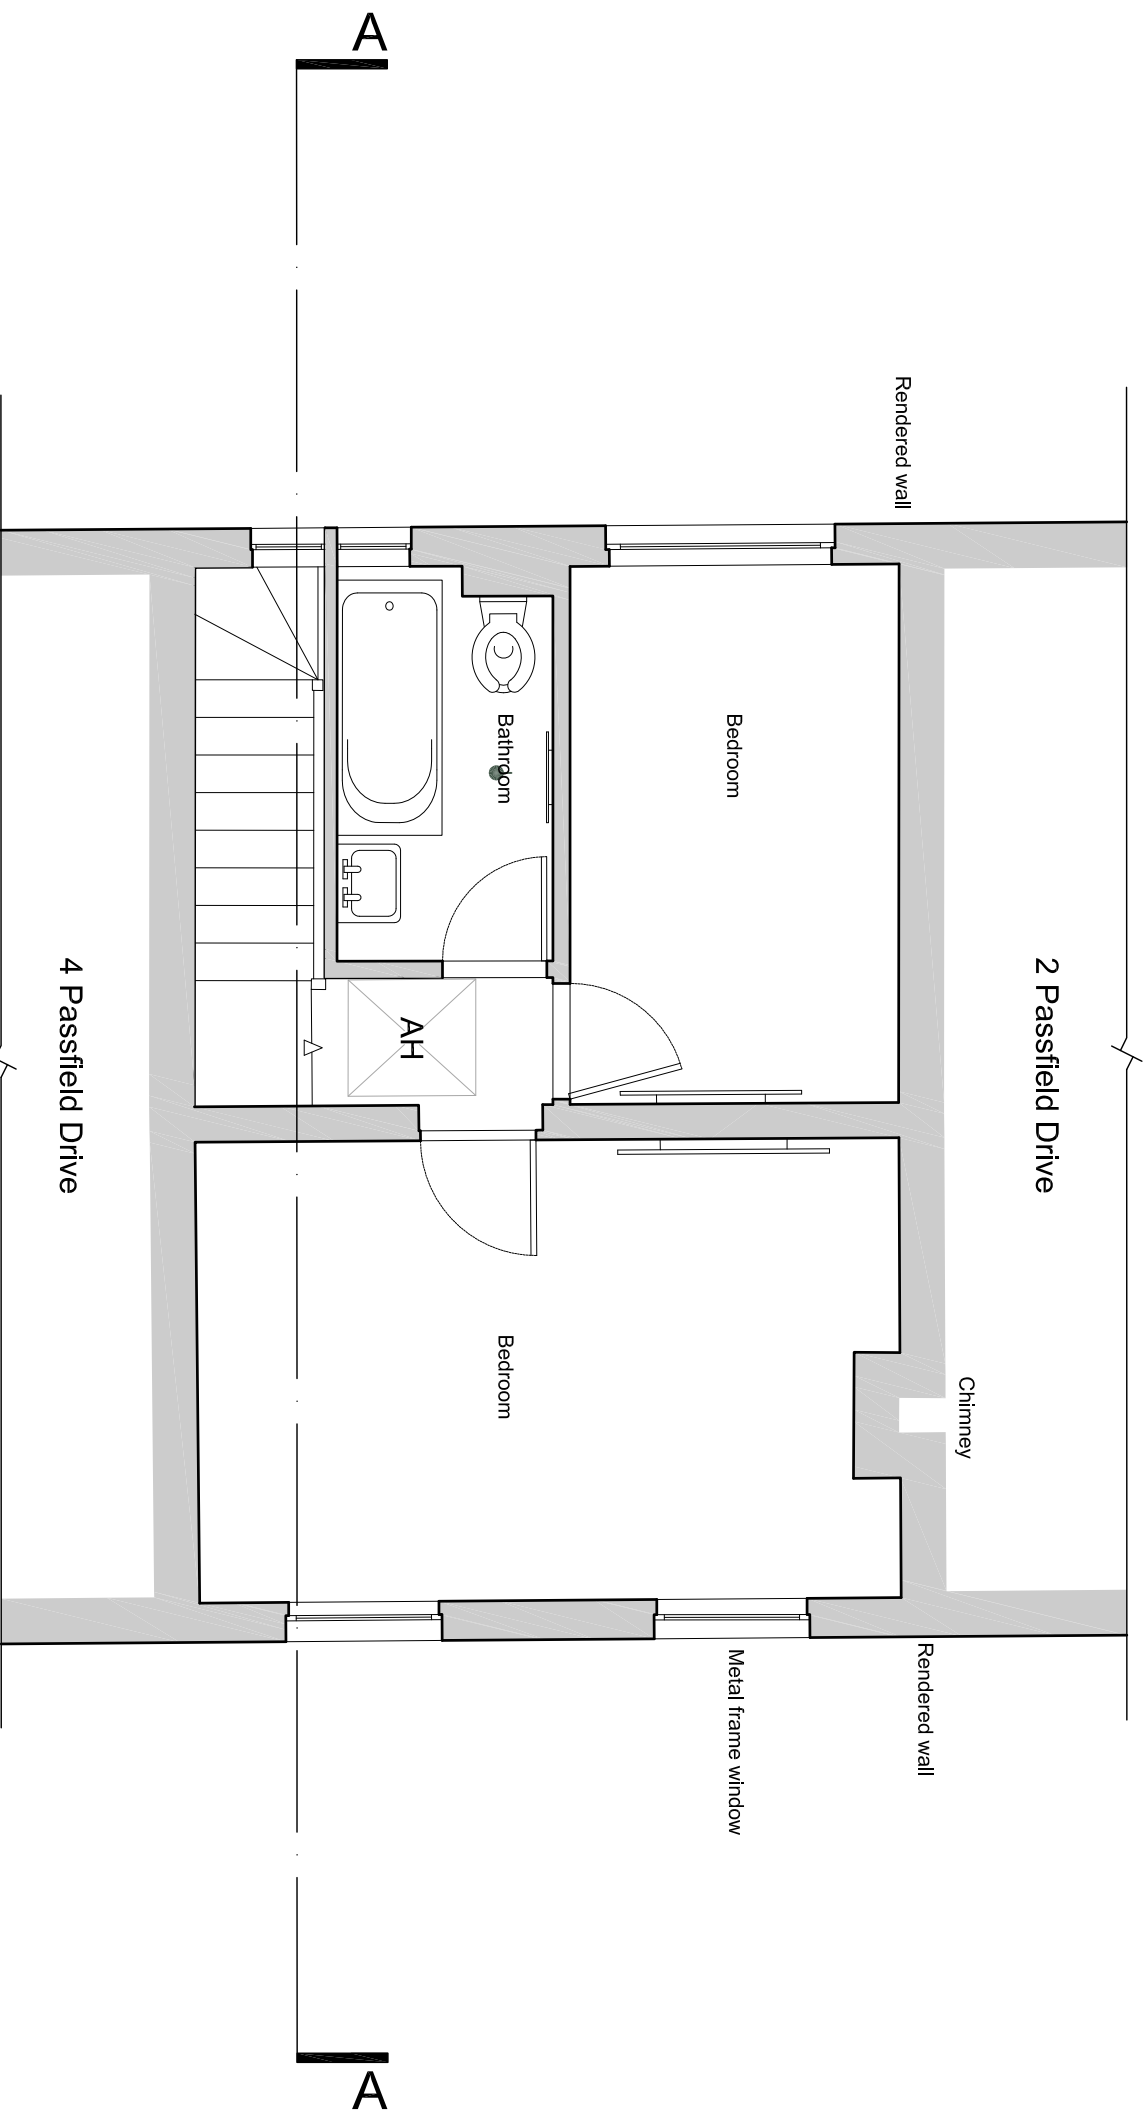 A
Rendered wall
Bathroom
Bedroom
AH
4 Passfield Drive
2 Passfield Drive
Bedroom
Chimney
Rendered wall
Metal frame window
A